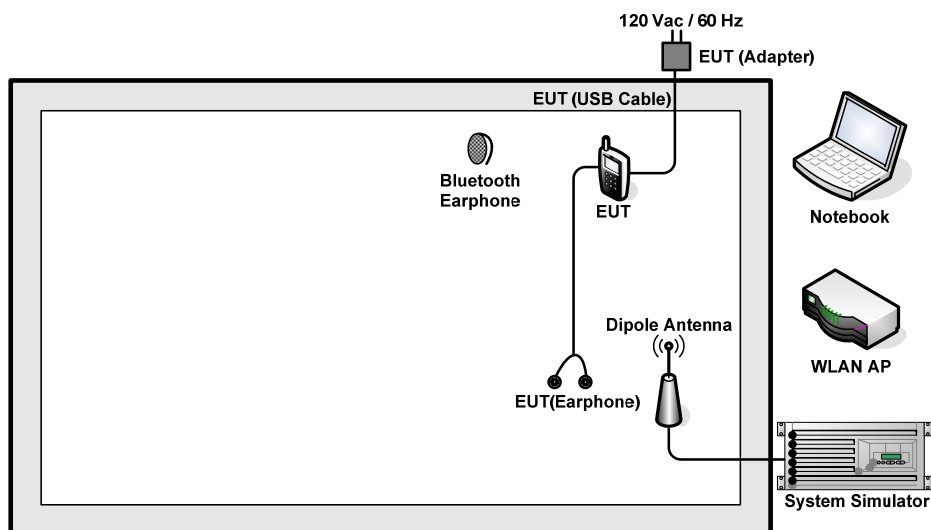 120 Vac / 60 Hz
EUT (Adapter)
EUT (USB Cable)
Bluetooth
Earphone
EUT
Notebook
Dipole Antenna
WLAN AP
EUT(Earphone)
System Simulator